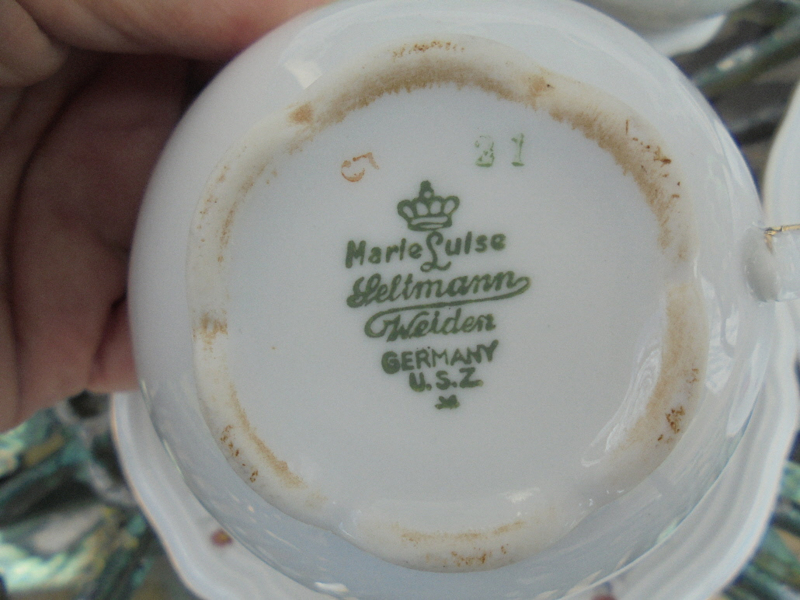 5 31
Marie Luise
Seltmann
Weiden
GERMANY
U.S.Z.